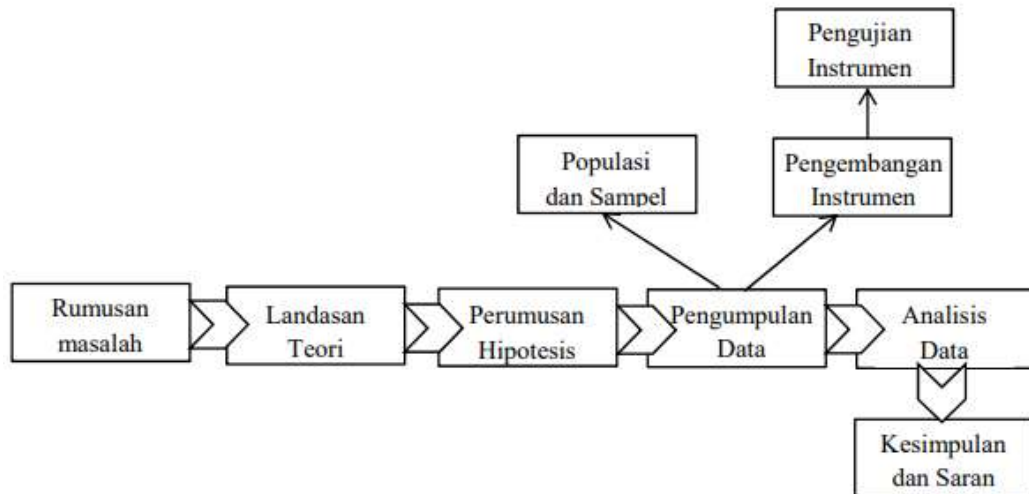 Pengujian
Instrumen
Populasi
dan Sampel
Pengembangan
Instrumen
Rumusan
masalah
Landasan
Teori
Perumusan
Hipotesis
Pengumpulan
Data
Analisis
Data
Kesimpulan
dan Saran